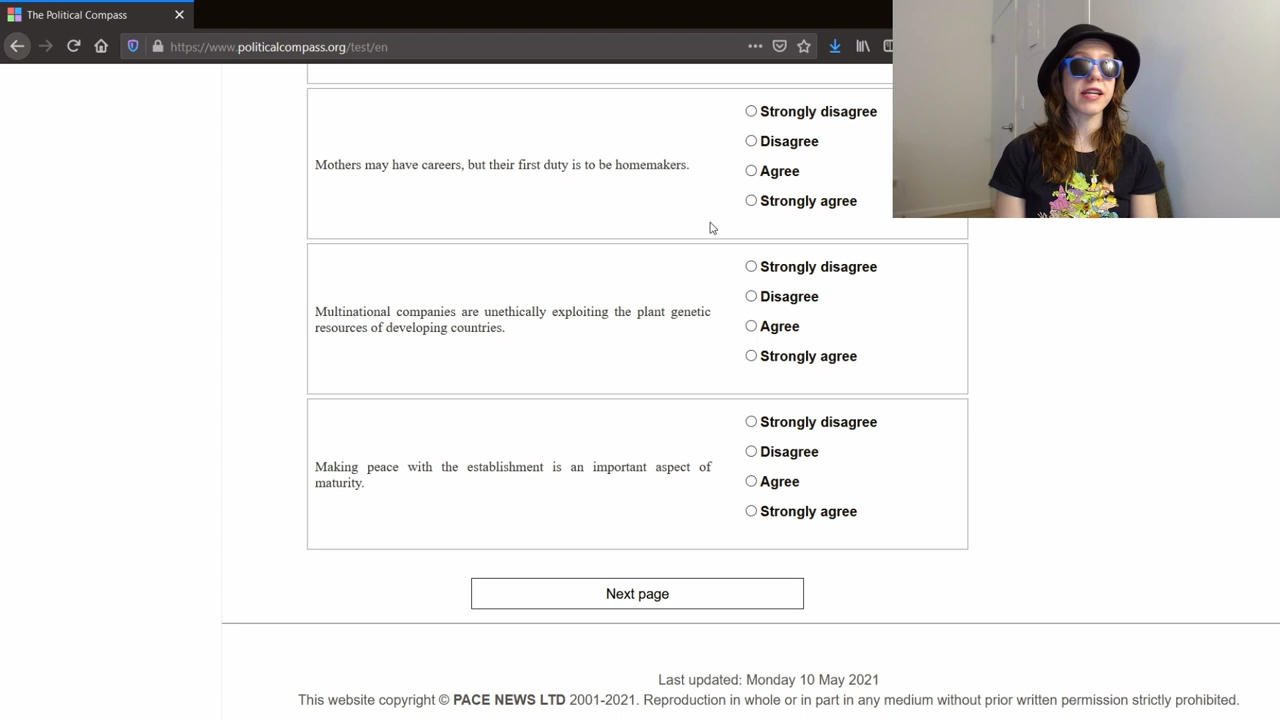 The Political Compass
https://www.politicalcompass.org/test/en
Mothers may have careers, but their first duty is to be homemakers.
Strongly disagree
Disagree
Agree
Strongly agree
Multinational companies are unethically exploiting the plant genetic
resources of developing countries.
Strongly disagree
Disagree
Agree
Strongly agree
Making peace with the establishment is an important aspect of
maturity.
Strongly disagree
Disagree
Agree
Strongly agree
Next page
Last updated: Monday 10 May 2021
This website copyright © PACE NEWS LTD 2001-2021. Reproduction in whole or in part in any medium without prior written permission strictly prohibited.